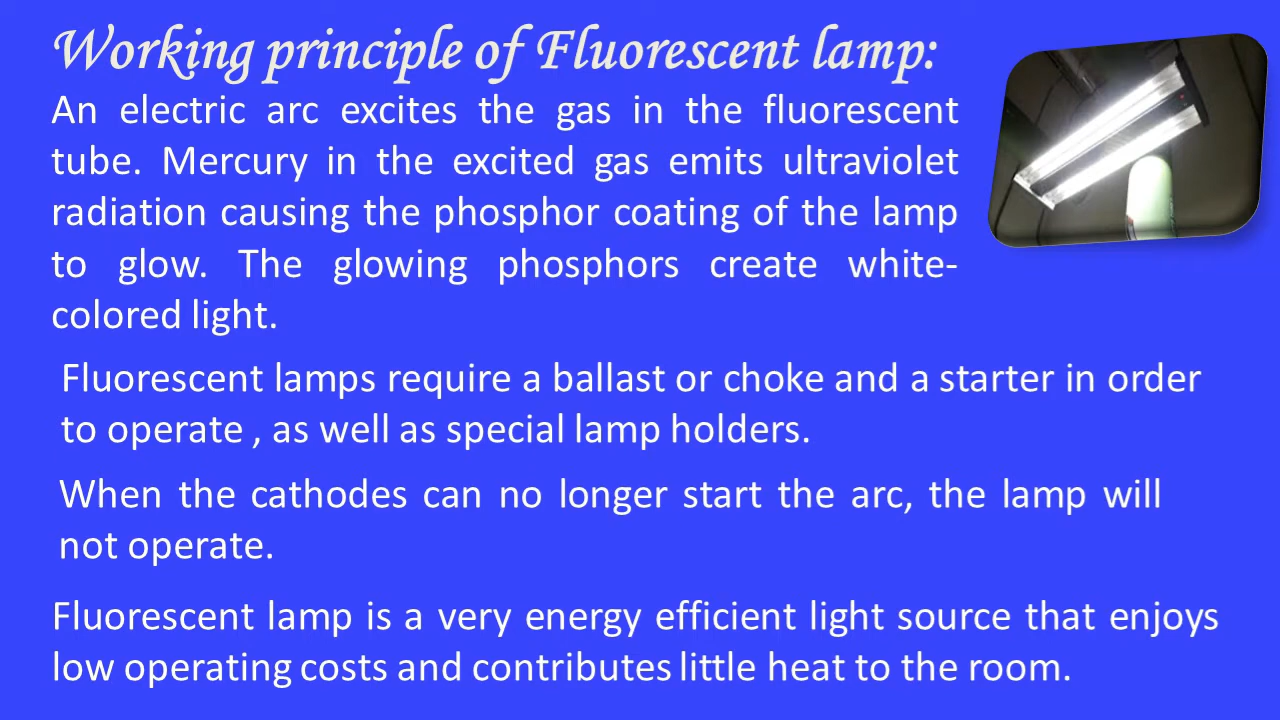 Working principle of Fluorescent lamp:
An electric arc excites the gas in the fluorescent
tube. Mercury in the excited gas emits ultraviolet
radiation causing the phosphor coating of the lamp
to glow. The glowing phosphors create white-
colored light.
Fluorescent lamps require a ballast or choke and a starter in order
to operate , as well as special lamp holders.
When the cathodes can no longer start the arc, the lamp will
not operate.
Fluorescent lamp is a very energy efficient light source that enjoys
low operating costs and contributes little heat to the room.